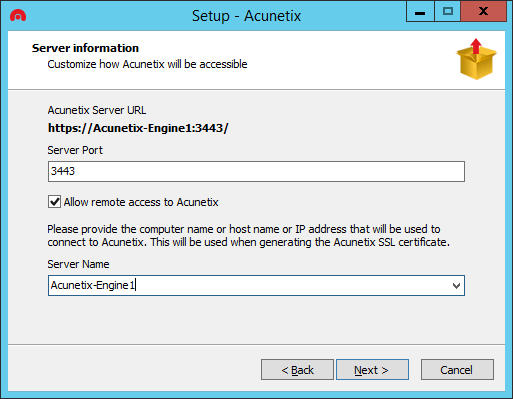 Setup - Acunetix
Server information
Customize how Acunetix will be accessible
Acunetix Server URL
https://Acunetix-Engine1:3443/
Server Port
3443
Allow remote access to Acunetix
Please provide the computer name or host name or IP address that will be used to
connect to Acunetix. This will be used when generating the Acunetix SSL certificate.
Server Name
Acunetix-Engine1
< Back
Next >
Cancel